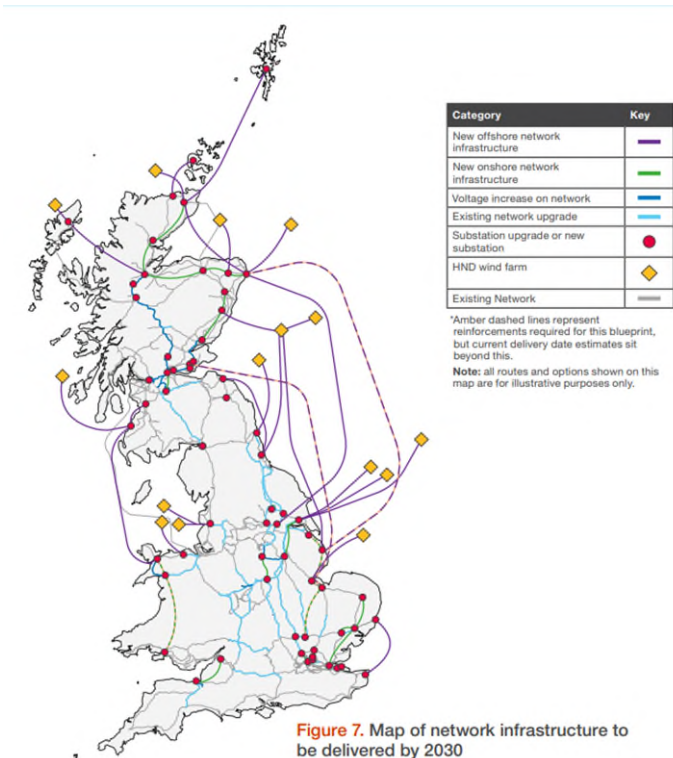 Category Key
New offshore network
infrastructure
New onshore network
infrastructure
Voltage increase on network
Existing network upgrade
Substation upgrade or new
substation
HND wind farm
Existing Network
*Amber dashed lines represent
reinforcements required for this blueprint,
but current delivery date estimates sit
beyond this.
Note: all routes and options shown on this
map are for illustrative purposes only.
Figure 7. Map of network infrastructure to
be delivered by 2030